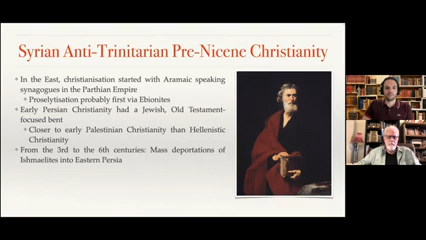 Syrian Anti-Trinitarian Pre-Nicene Christianity
In the East, christianisation started with Aramaic speaking
synagogues in the Parthian Empire
Proselytisation probably first via Ebionites
Early Persian Christianity had a Jewish, Old Testament-
focused bent
Closer to early Palestinian Christianity than Hellenistic
Christianity
From the 3rd to the 6th centuries: Mass deportations of
Ishmaelites into Eastern Persia